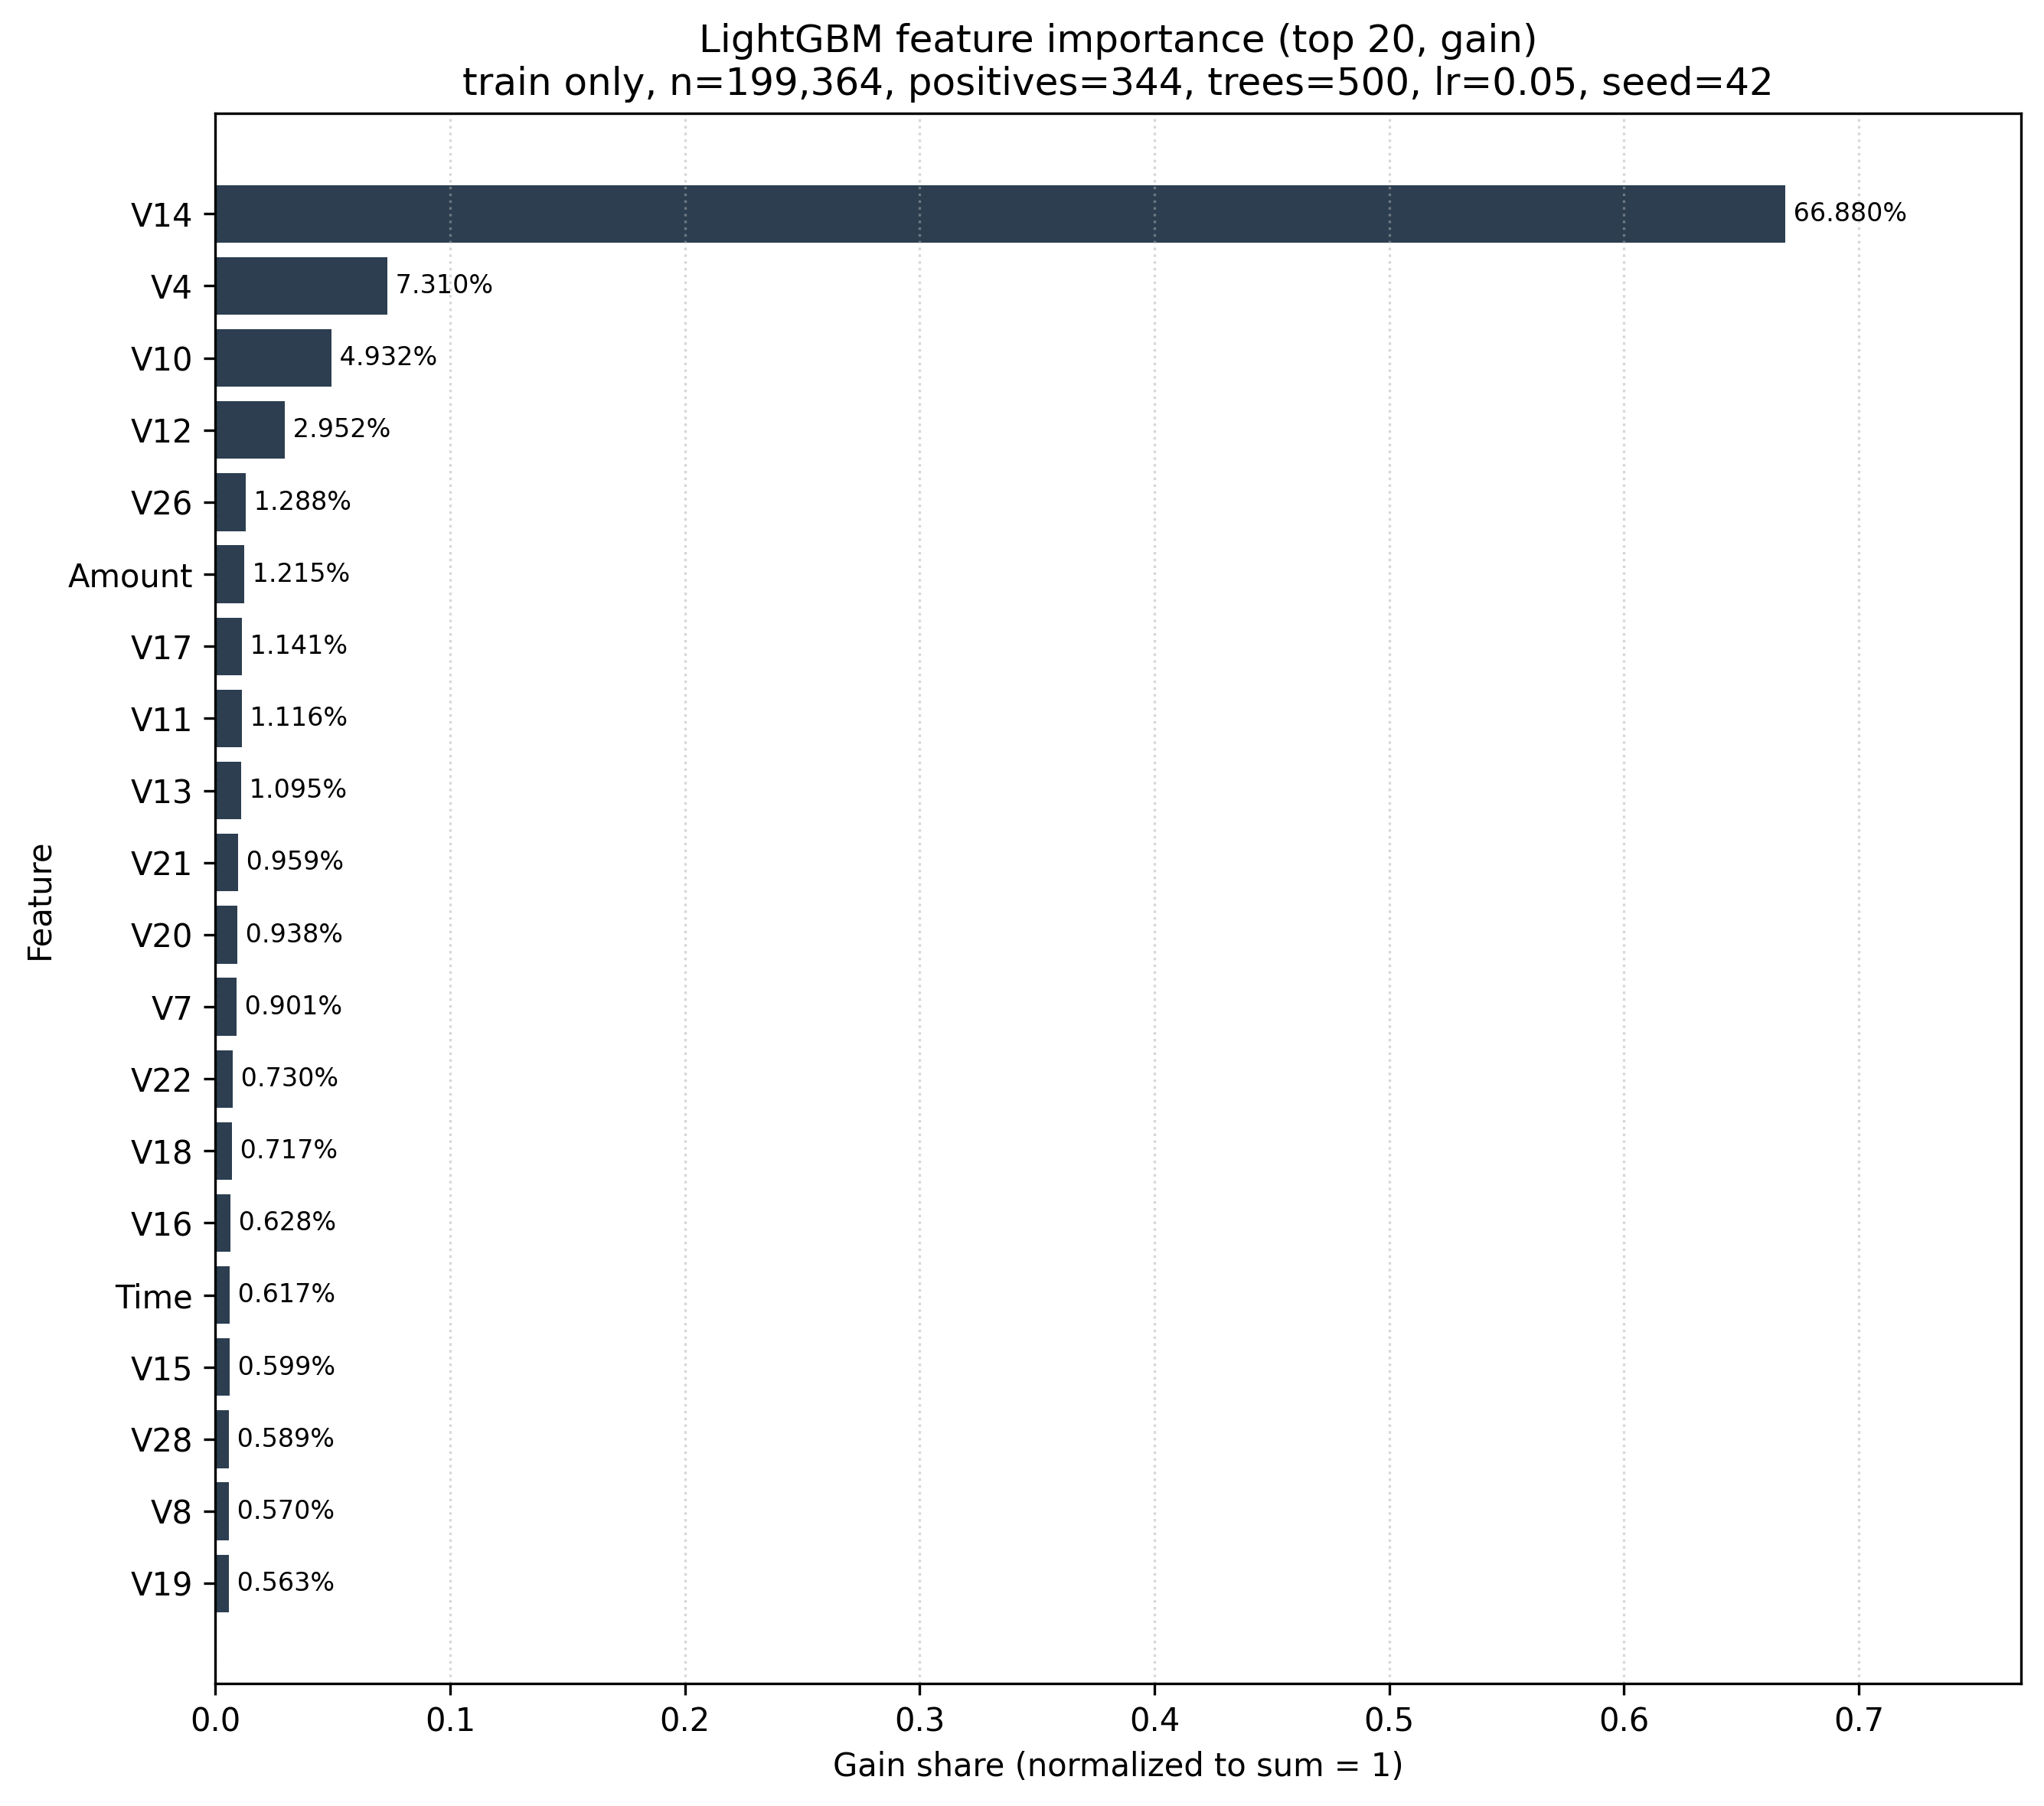 LightGBM feature importance (top 20, gain)
train only, n=199,364, positives=344, trees=500, lr=0.05, seed=42
Feature
V14 66.880%
V4 7.310%
V10 4.932%
V12 2.952%
V26 1.288%
Amount 1.215%
V17 1.141%
V11 1.116%
V13 1.095%
V21 0.959%
V20 0.938%
V7 0.901%
V22 0.730%
V18 0.717%
V16 0.628%
Time 0.617%
V15 0.599%
V28 0.589%
V8 0.570%
V19 0.563%
0.0 0.1 0.2 0.3 0.4 0.5 0.6 0.7
Gain share (normalized to sum = 1)